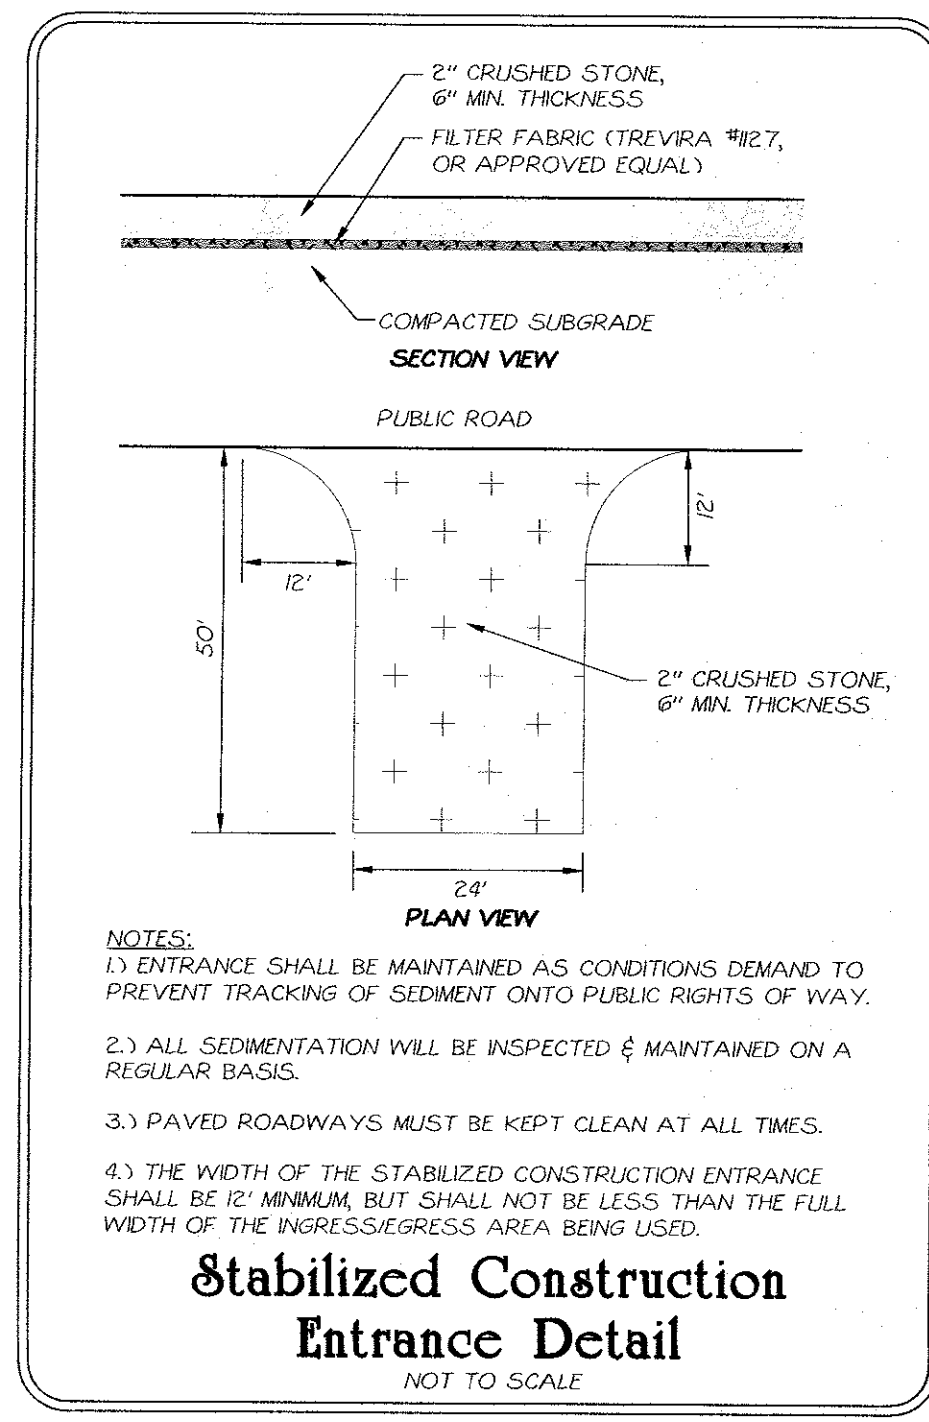 2" CRUSHED STONE,
6" MIN. THICKNESS
FILTER FABRIC (TREVIRA #1127,
OR APPROVED EQUAL)
COMPACTED SUBGRADE
SECTION VIEW
PUBLIC ROAD
12'
12'
50'
2" CRUSHED STONE,
6" MIN. THICKNESS
24'
PLAN VIEW
NOTES:
1.) ENTRANCE SHALL BE MAINTAINED AS CONDITIONS DEMAND TO
PREVENT TRACKING OF SEDIMENT ONTO PUBLIC RIGHTS OF WAY.
2.) ALL SEDIMENTATION WILL BE INSPECTED & MAINTAINED ON A
REGULAR BASIS.
3.) PAVED ROADWAYS MUST BE KEPT CLEAN AT ALL TIMES.
4.) THE WIDTH OF THE STABILIZED CONSTRUCTION ENTRANCE
SHALL BE 12' MINIMUM, BUT SHALL NOT BE LESS THAN THE FULL
WIDTH OF THE INGRESS/EGRESS AREA BEING USED.
Stabilized Construction
Entrance Detail
NOT TO SCALE